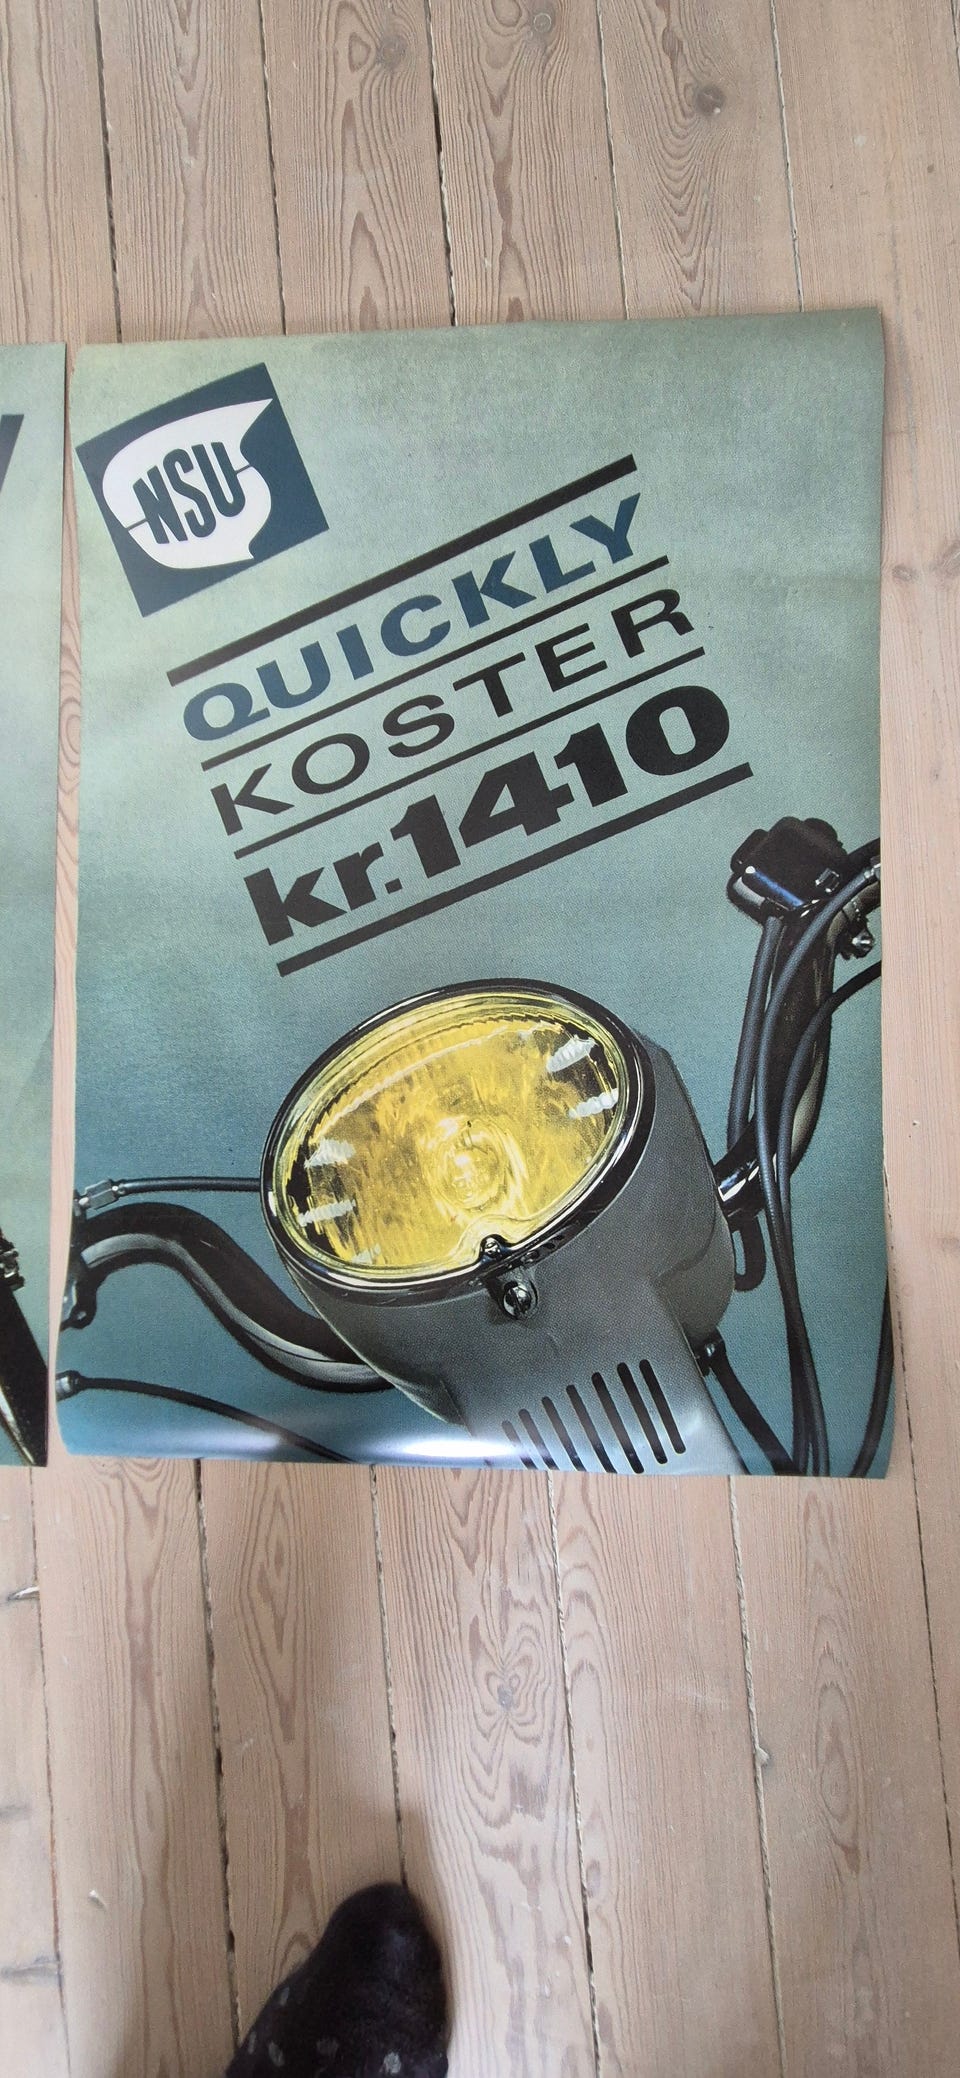 NSU
QUICKLY
KOSTER
kr.1410